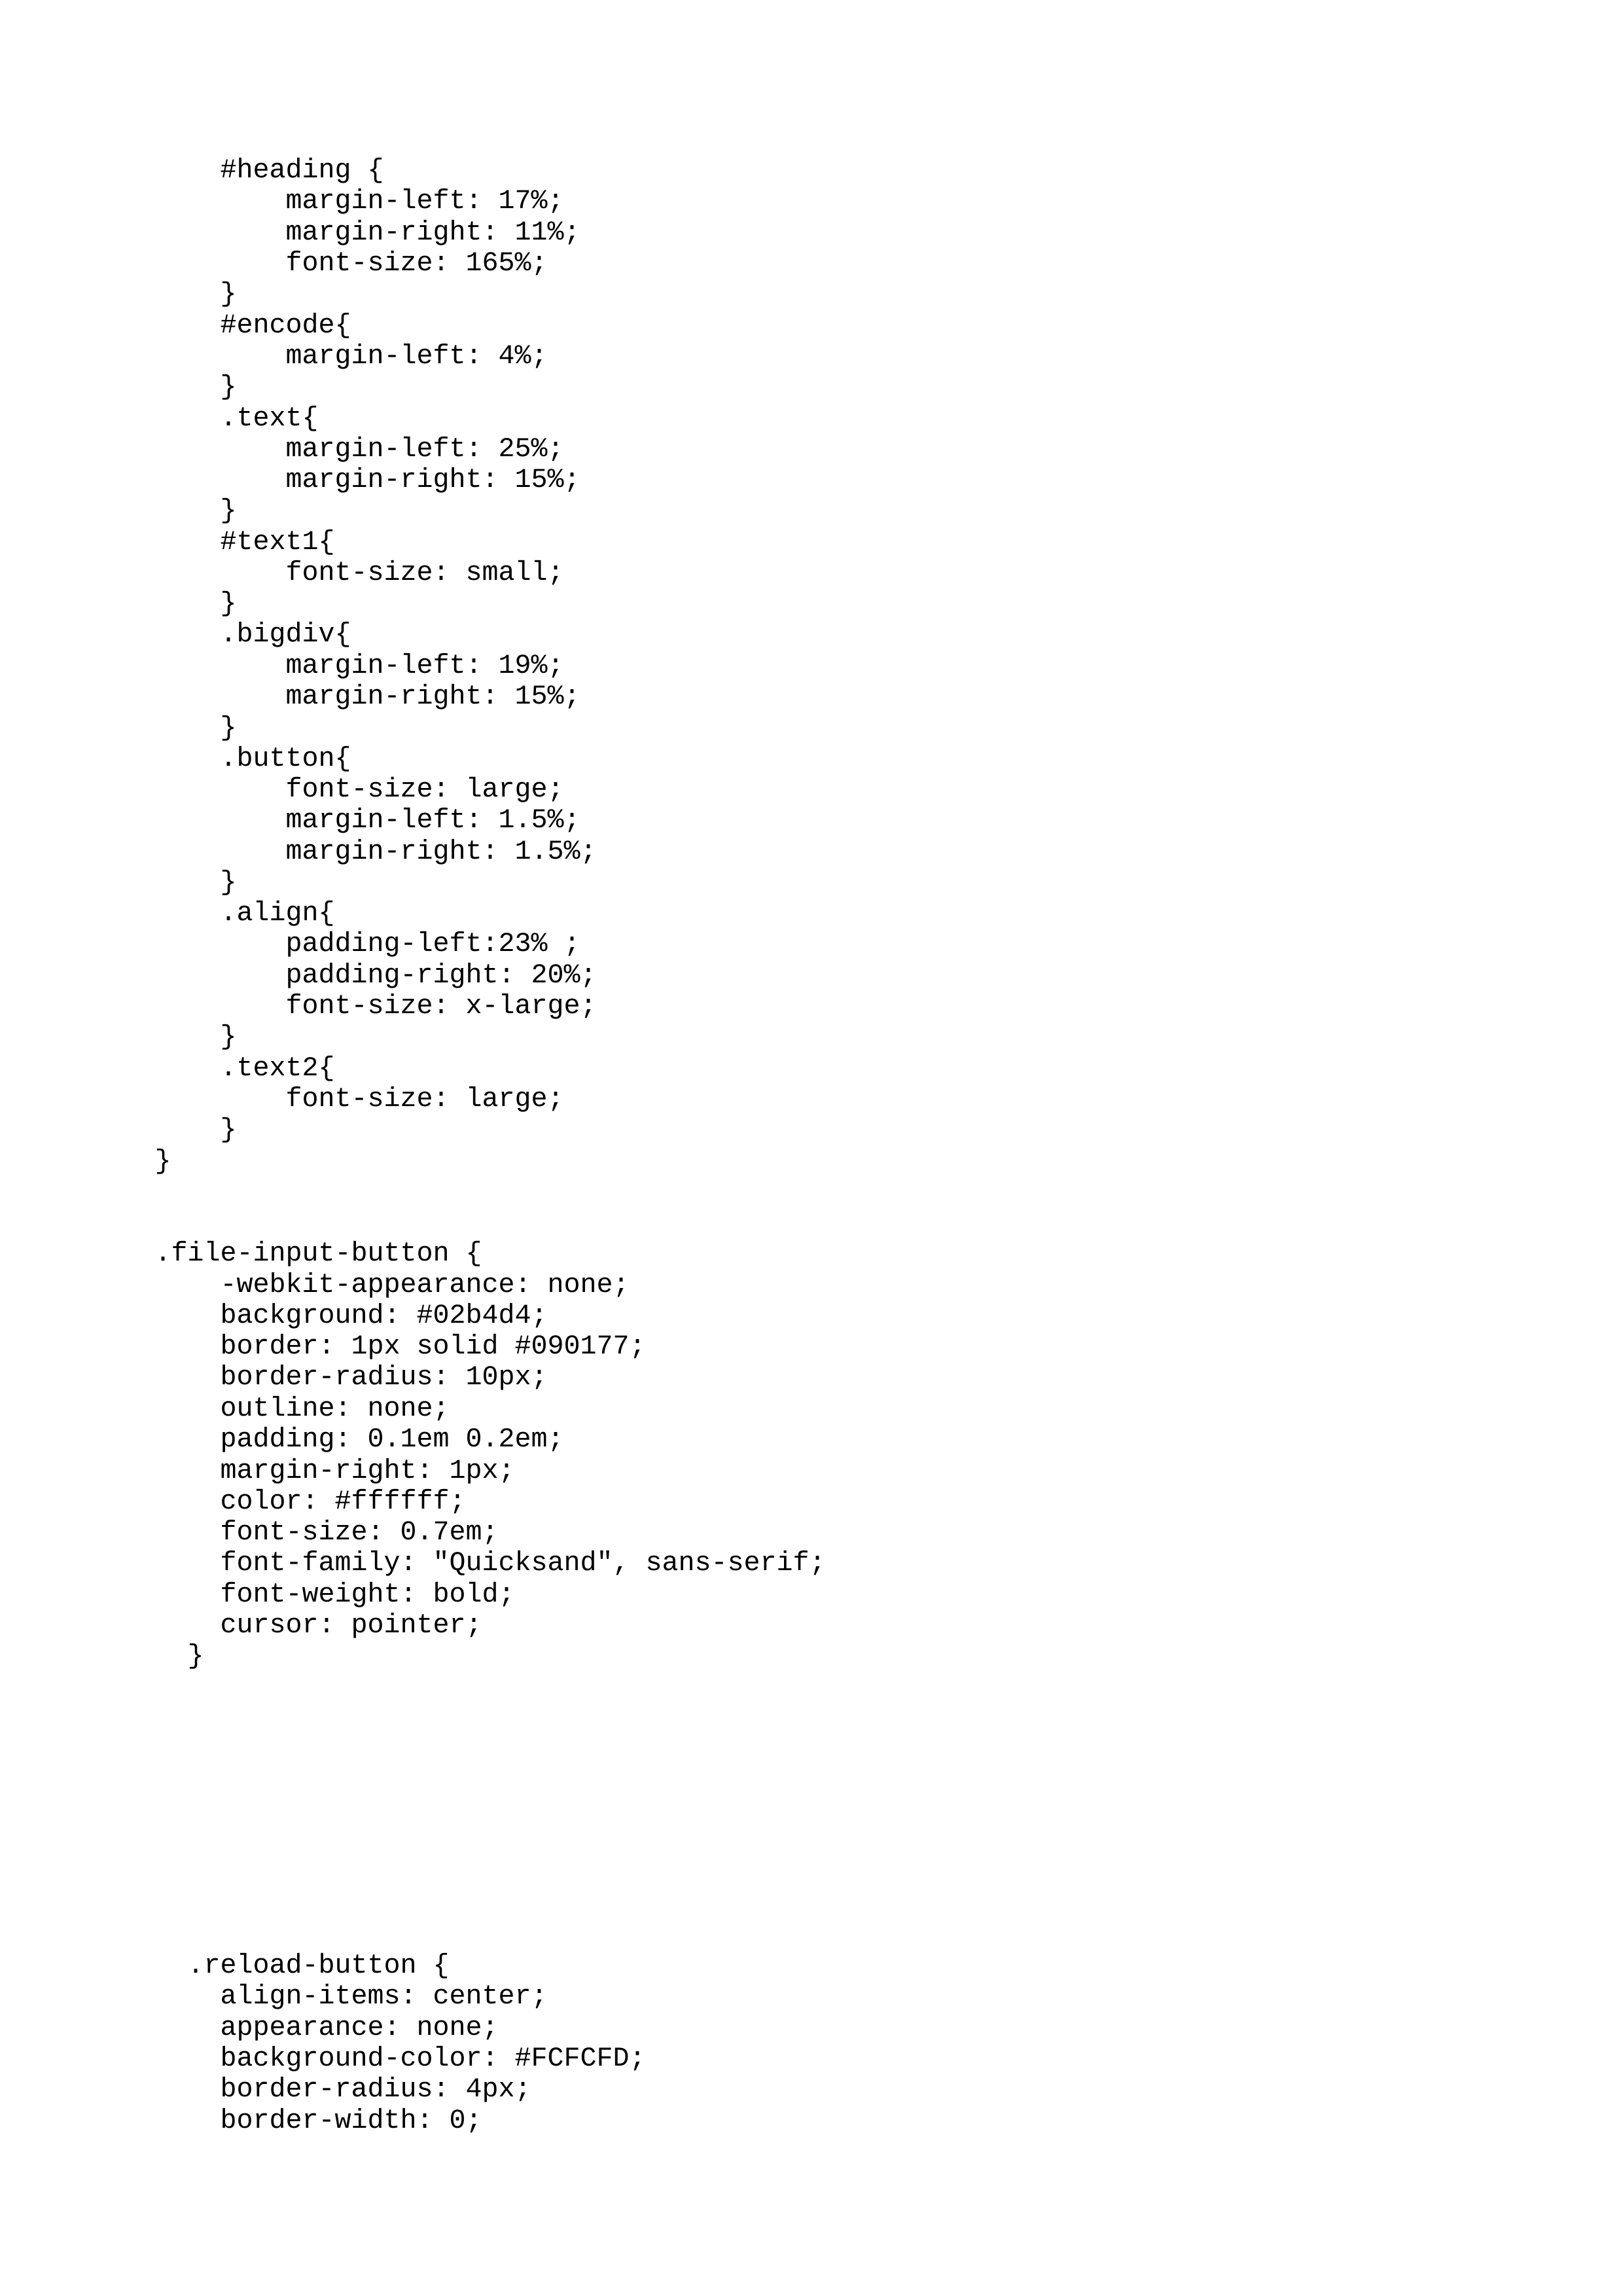 #heading {
        margin-left: 17%;
        margin-right: 11%;
        font-size: 165%;
    }
    #encode{
        margin-left: 4%;
    }
    .text{
        margin-left: 25%;
        margin-right: 15%;
    }
    #text1{
        font-size: small;
    }
    .bigdiv{
        margin-left: 19%;
        margin-right: 15%;
    }
    .button{
        font-size: large;
        margin-left: 1.5%;
        margin-right: 1.5%;
    }
    .align{
        padding-left:23% ;
        padding-right: 20%;
        font-size: x-large;
    }
    .text2{
        font-size: large;
    }
}
.file-input-button {
    -webkit-appearance: none;
    background: #02b4d4;
    border: 1px solid #090177;
    border-radius: 10px;
    outline: none;
    padding: 0.1em 0.2em;
    margin-right: 1px;
    color: #ffffff;
    font-size: 0.7em;
    font-family: "Quicksand", sans-serif;
    font-weight: bold;
    cursor: pointer;
  }
  .reload-button {
    align-items: center;
    appearance: none;
    background-color: #FCFCFD;
    border-radius: 4px;
    border-width: 0;